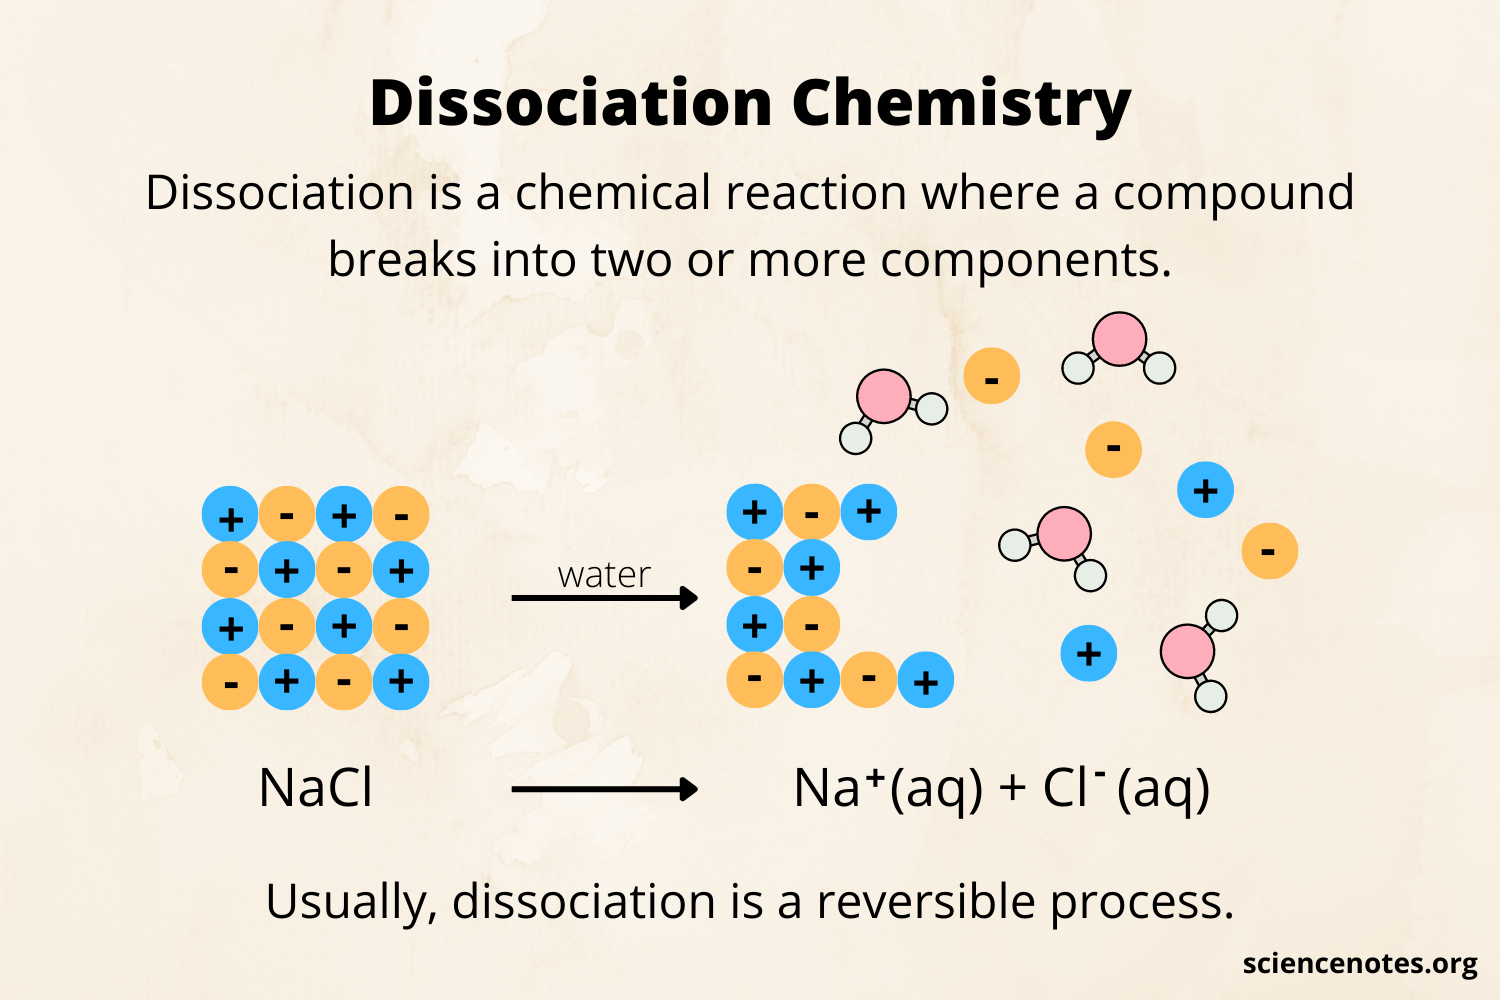 Dissociation Chemistry
Dissociation is a chemical reaction where a compound
breaks into two or more components.
-
-
+
-
+ - + -
+ - +
- + - +
- +
water
+ - + -
+ -
+
- + - +
- + - +
NaCl
Na⁺(aq) + Cl⁻(aq)
Usually, dissociation is a reversible process.
sciencenotes.org